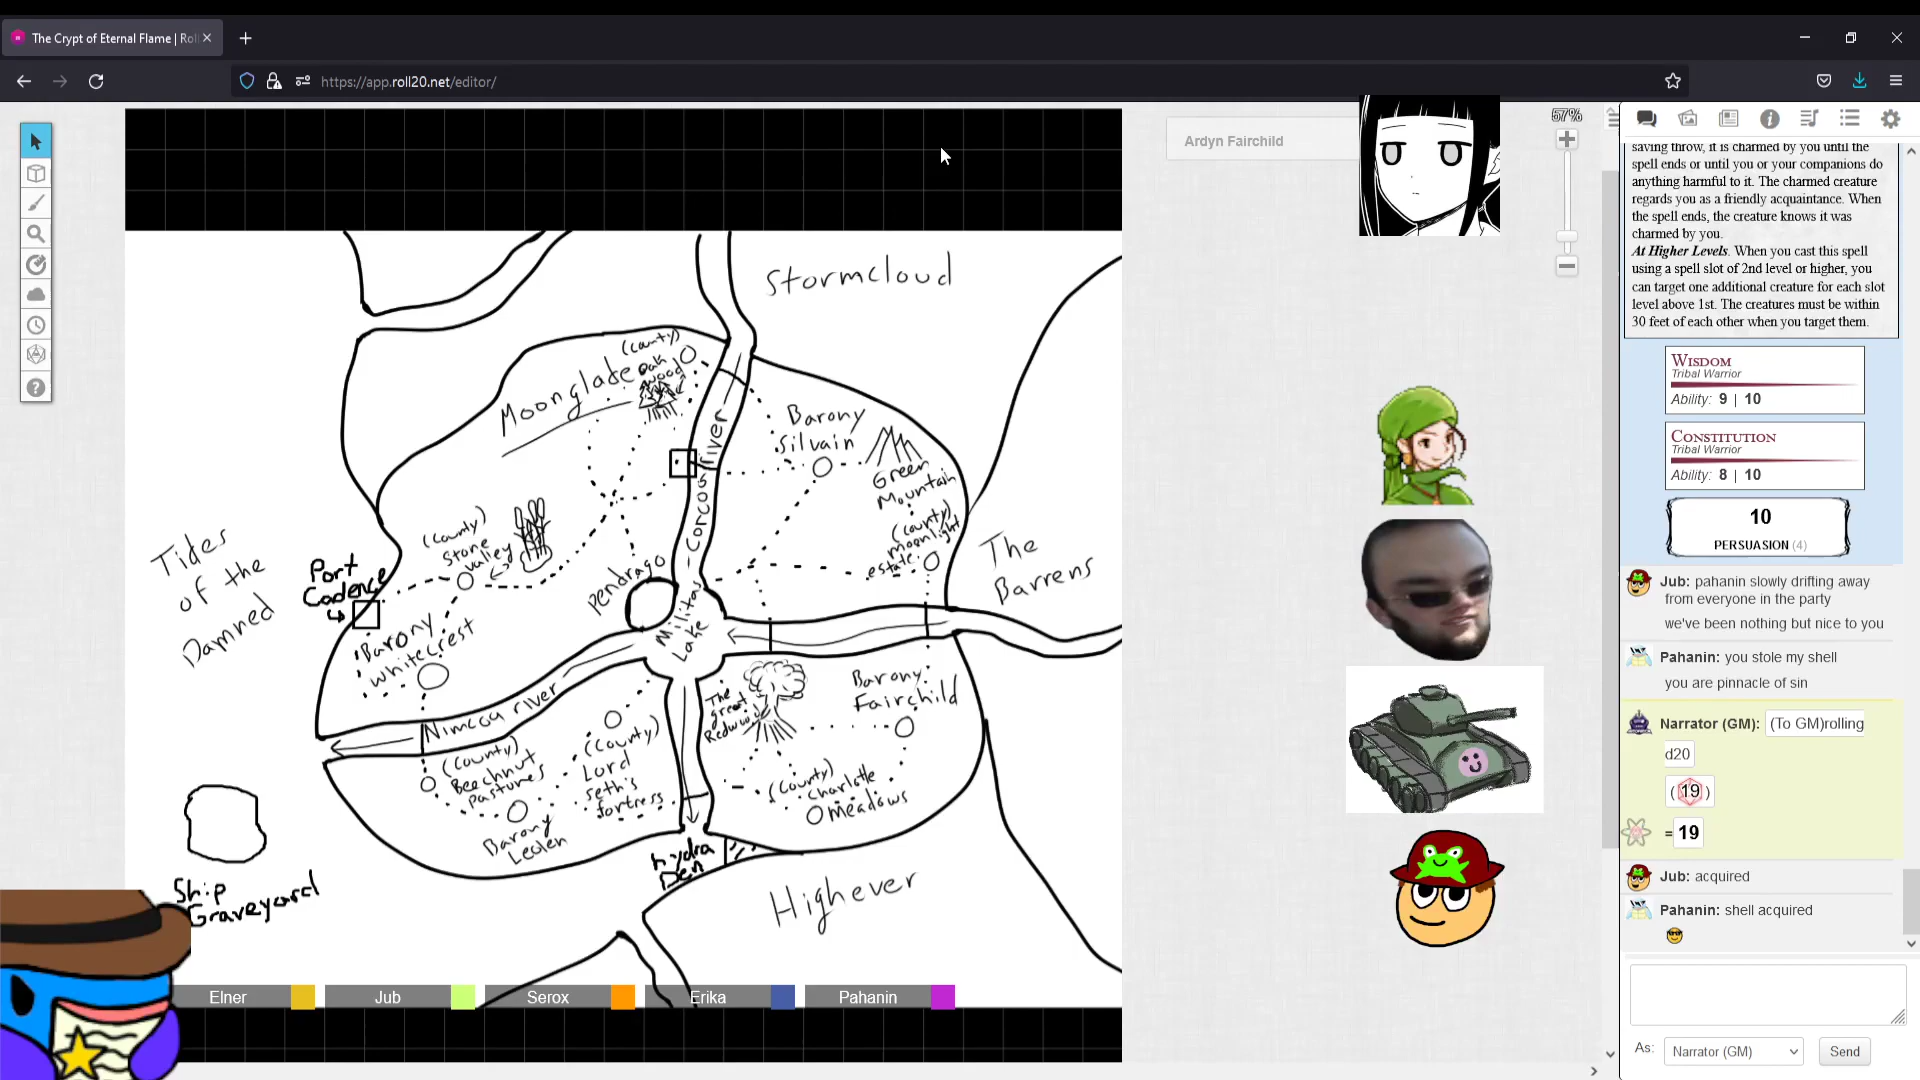 The Crypt of Eternal Flame | Rol
https://app.roll20.net/editor/
Ardyn Fairchild
57%
Stormcloud
(county)
oak
wood
Moonglade
Corcoa river
Barony
Silvain
Green
Mountain
(county)
moonlight
estate
(county)
Stone
valley
Pendrago
Militas
Lake
The
Barrens
Tides
of the
Damned
Port
Cadence
Barony
Whitecrest
Nimcoa river
The
great
Redwood
Barony
Fairchild
(county)
Beechnut
Pastures
(county)
Lord
Seth's
fortress
(county)
Charlotte
Meadows
Barony
Leolen
Hydra
Den
Highever
Ship
Graveyard
Elner
Jub
Serox
Erika
Pahanin
saving throw, it is charmed by you until the
spell ends or until you or your companions do
anything harmful to it. The charmed creature
regards you as a friendly acquaintance. When
the spell ends, the creature knows it was
charmed by you.
At Higher Levels. When you cast this spell
using a spell slot of 2nd level or higher, you
can target one additional creature for each slot
level above 1st. The creatures must be within
30 feet of each other when you target them.
WISDOM
Tribal Warrior
Ability: 9 | 10
CONSTITUTION
Tribal Warrior
Ability: 8 | 10
10
PERSUASION (4)
Jub: pahanin slowly drifting away
from everyone in the party
we've been nothing but nice to you
Pahanin: you stole my shell
you are pinnacle of sin
Narrator (GM): (To GM)rolling
d20
(19)
=19
Jub: acquired
Pahanin: shell acquired
As: Narrator (GM) Send